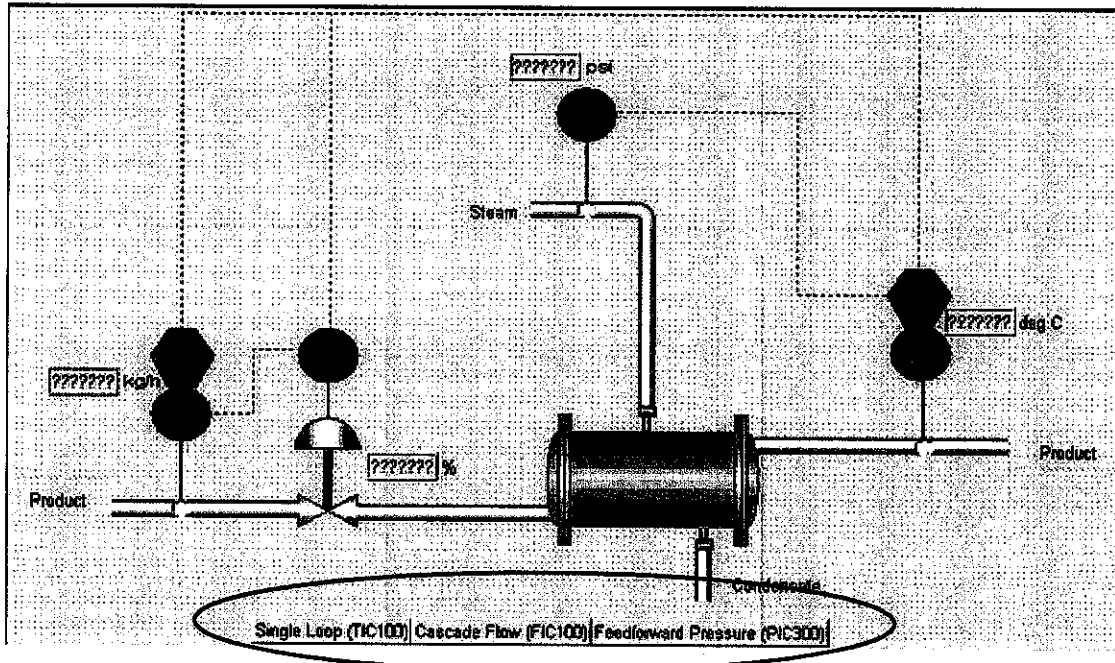 ??????? psi
Steam
??????? deg C
??????? kg/h
??????? %
Product
Product
Condensate
Single Loop (TIC100) Cascade Flow (FIC100) Feedforward Pressure (PIC300)